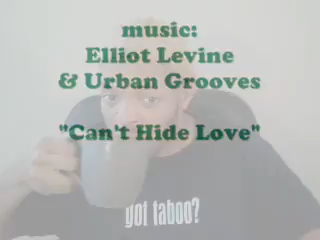 music:
Elliot Levine
& Urban Grooves
"Can't Hide Love"
got taboo?